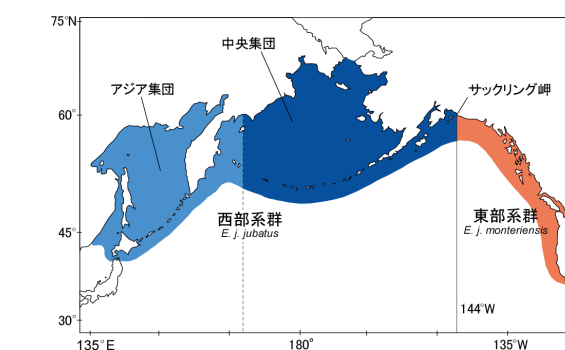 75°N
中央集団
アジア集団
サックリング岬
60°
西部系群
E. j. jubatus
東部系群
E. j. monteriensis
45°
144°W
30°
135°E
180°
135°W